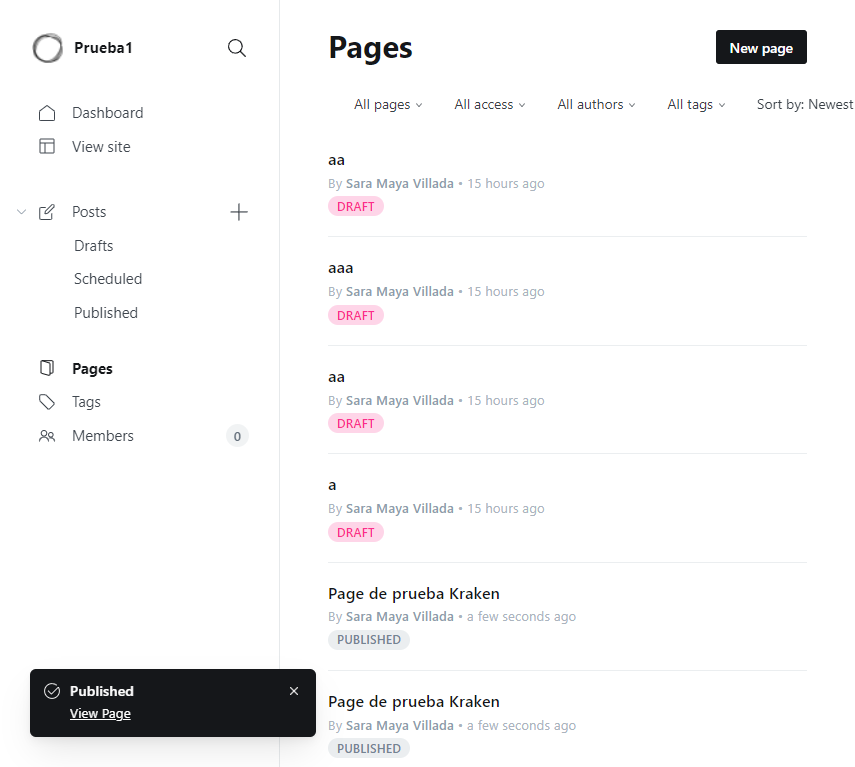 Prueba1
Dashboard
View site
Posts
Drafts
Scheduled
Published
Pages
Tags
Members 0
Pages
New page
All pages All access All authors All tags Sort by: Newest
aa
By Sara Maya Villada • 15 hours ago
DRAFT
aaa
By Sara Maya Villada • 15 hours ago
DRAFT
aa
By Sara Maya Villada • 15 hours ago
DRAFT
a
By Sara Maya Villada • 15 hours ago
DRAFT
Page de prueba Kraken
By Sara Maya Villada • a few seconds ago
PUBLISHED
Page de prueba Kraken
By Sara Maya Villada • a few seconds ago
PUBLISHED
Published
View Page